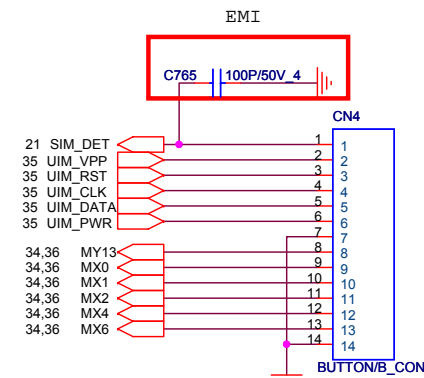 EMI
C765 100P/50V_4
CN4
21 SIM_DET 1 1
35 UIM_VPP 2 2
35 UIM_RST 3 3
35 UIM_CLK 4 4
35 UIM_DATA 5 5
35 UIM_PWR 6 6
7 7
34,36 MY13 8 8
34,36 MX0 9 9
34,36 MX1 10 10
34,36 MX2 11 11
34,36 MX4 12 12
34,36 MX6 13 13
14 14
BUTTON/B_CON